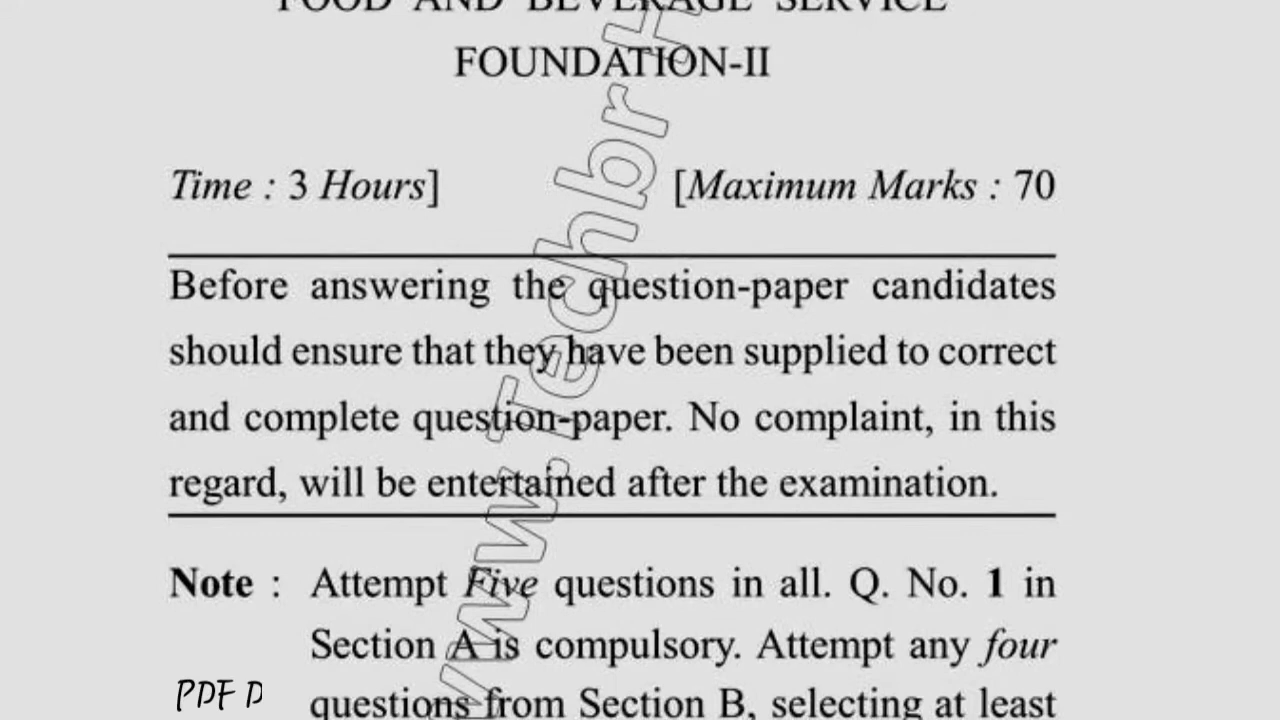 FOOD AND BEVERAGE SERVICE
FOUNDATION-II
Time : 3 Hours] [Maximum Marks : 70
Before answering the question-paper candidates
should ensure that they have been supplied to correct
and complete question-paper. No complaint, in this
regard, will be entertained after the examination.
Note : Attempt Five questions in all. Q. No. 1 in
Section A is compulsory. Attempt any four
questions from Section B, selecting at least
PDF D
www.Techbr